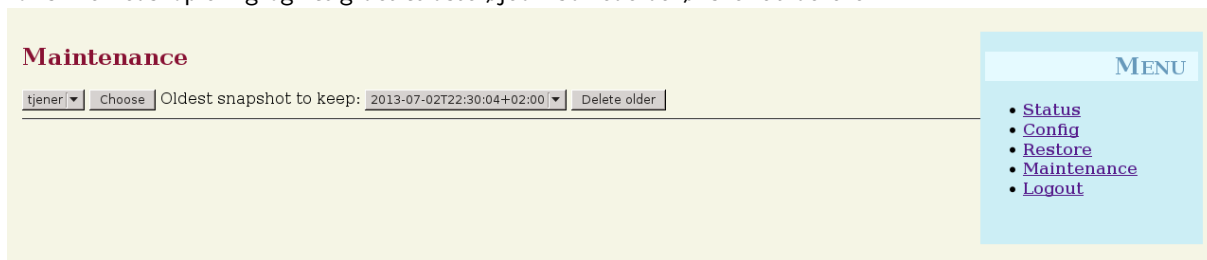 Maintenance
tjener Choose Oldest snapshot to keep: 2013-07-02T22:30:04+02:00 Delete older
MENU
Status
Config
Restore
Maintenance
Logout